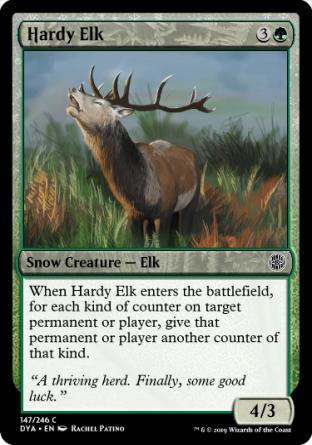 Hardy Elk 3
Snow Creature — Elk
When Hardy Elk enters the battlefield,
for each kind of counter on target
permanent or player, give that
permanent or player another counter of
that kind.
“A thriving herd. Finally, some good
luck.”
4/3
147/246 C
DYA • EN RACHEL PATINO
™ & © 2019 Wizards of the Coast